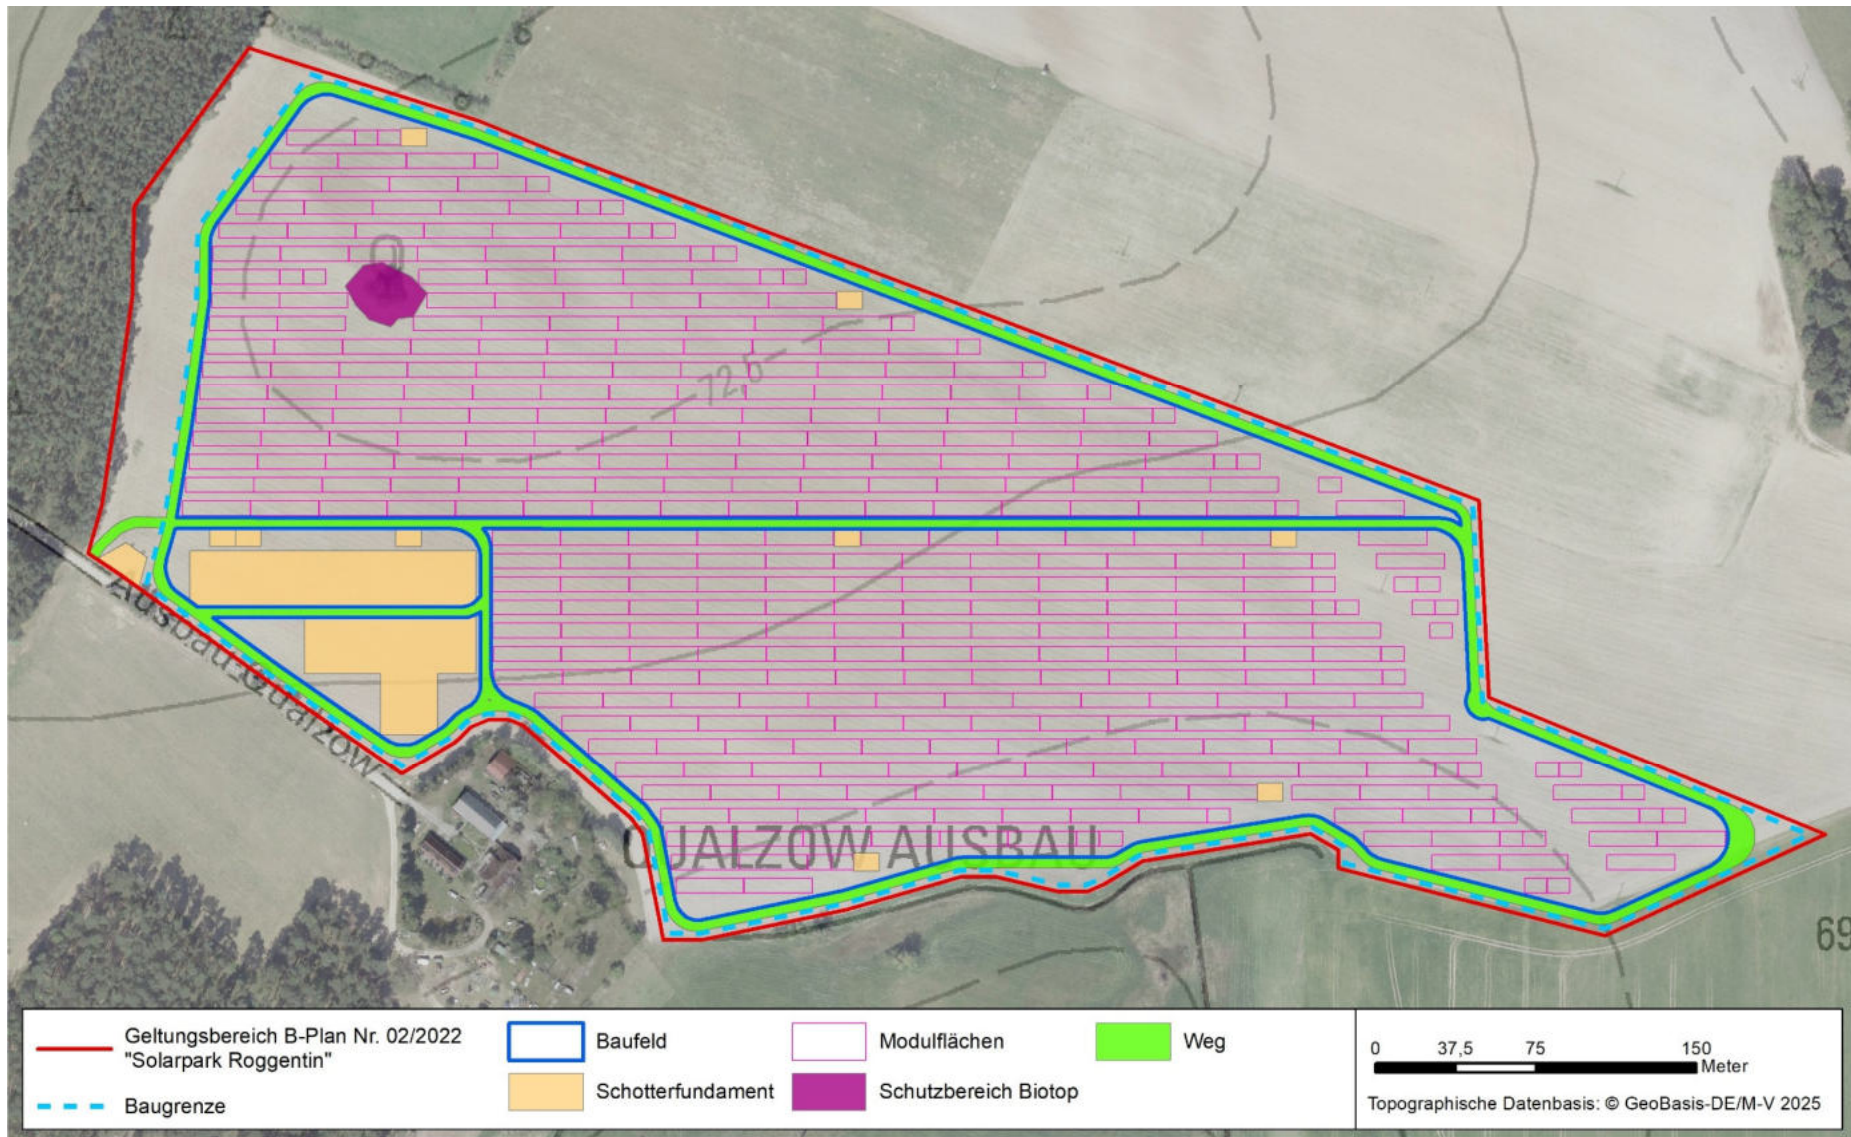 72,5
Ausbau-Qualzow
QUALZOW AUSBAU
69
Geltungsbereich B-Plan Nr. 02/2022
"Solarpark Roggentin"
Baugrenze
Baufeld
Schotterfundament
Modulflächen
Schutzbereich Biotop
Weg
0 37,5 75 150
Meter
Topographische Datenbasis: © GeoBasis-DE/M-V 2025